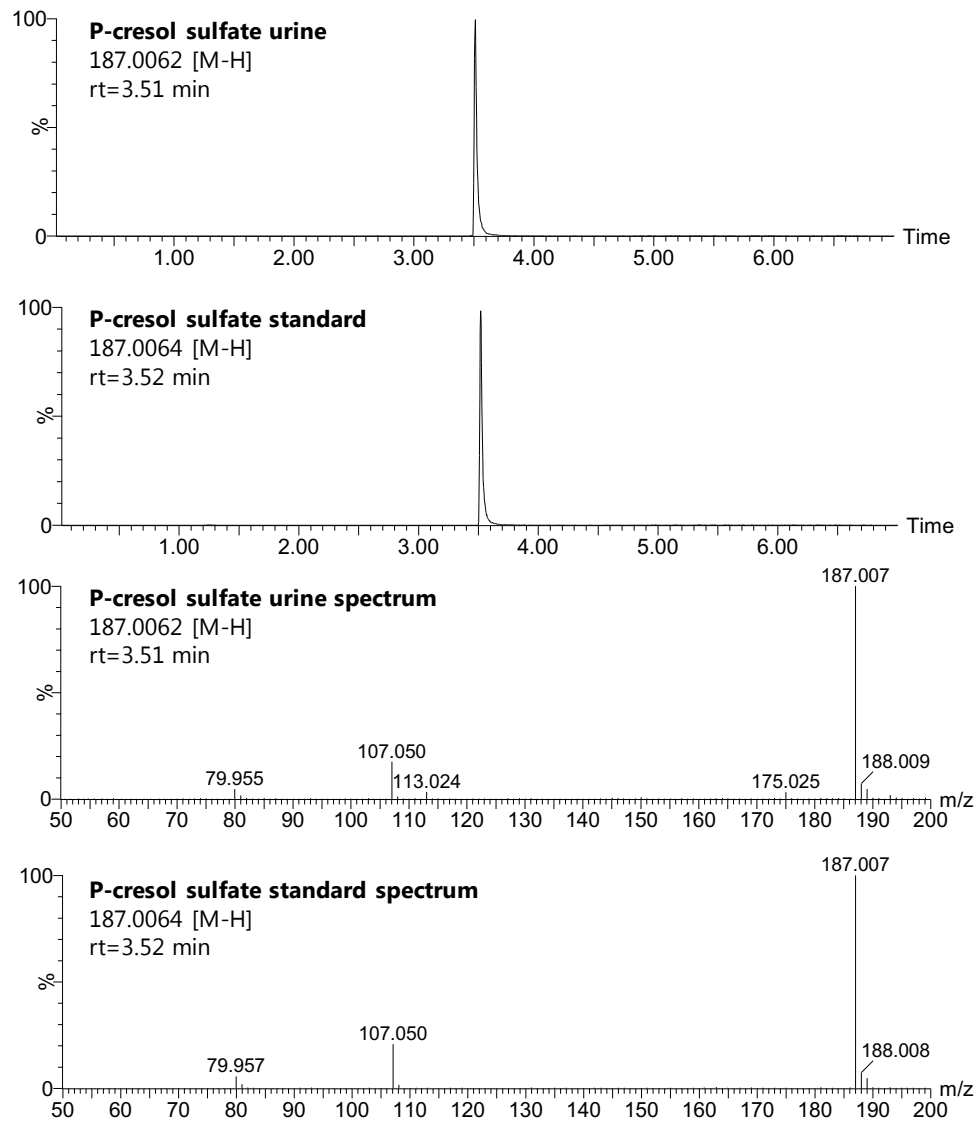 100
P-cresol sulfate urine
187.0062 [M-H]
rt=3.51 min
%
0
1.00 2.00 3.00 4.00 5.00 6.00 Time
100
P-cresol sulfate standard
187.0064 [M-H]
rt=3.52 min
%
0
1.00 2.00 3.00 4.00 5.00 6.00 Time
187.007
100
P-cresol sulfate urine spectrum
187.0062 [M-H]
rt=3.51 min
%
107.050
188.009
79.955 113.024 175.025
0
m/z
50 60 70 80 90 100 110 120 130 140 150 160 170 180 190 200
187.007
100
P-cresol sulfate standard spectrum
187.0064 [M-H]
rt=3.52 min
%
107.050
188.008
79.957
0
m/z
50 60 70 80 90 100 110 120 130 140 150 160 170 180 190 200